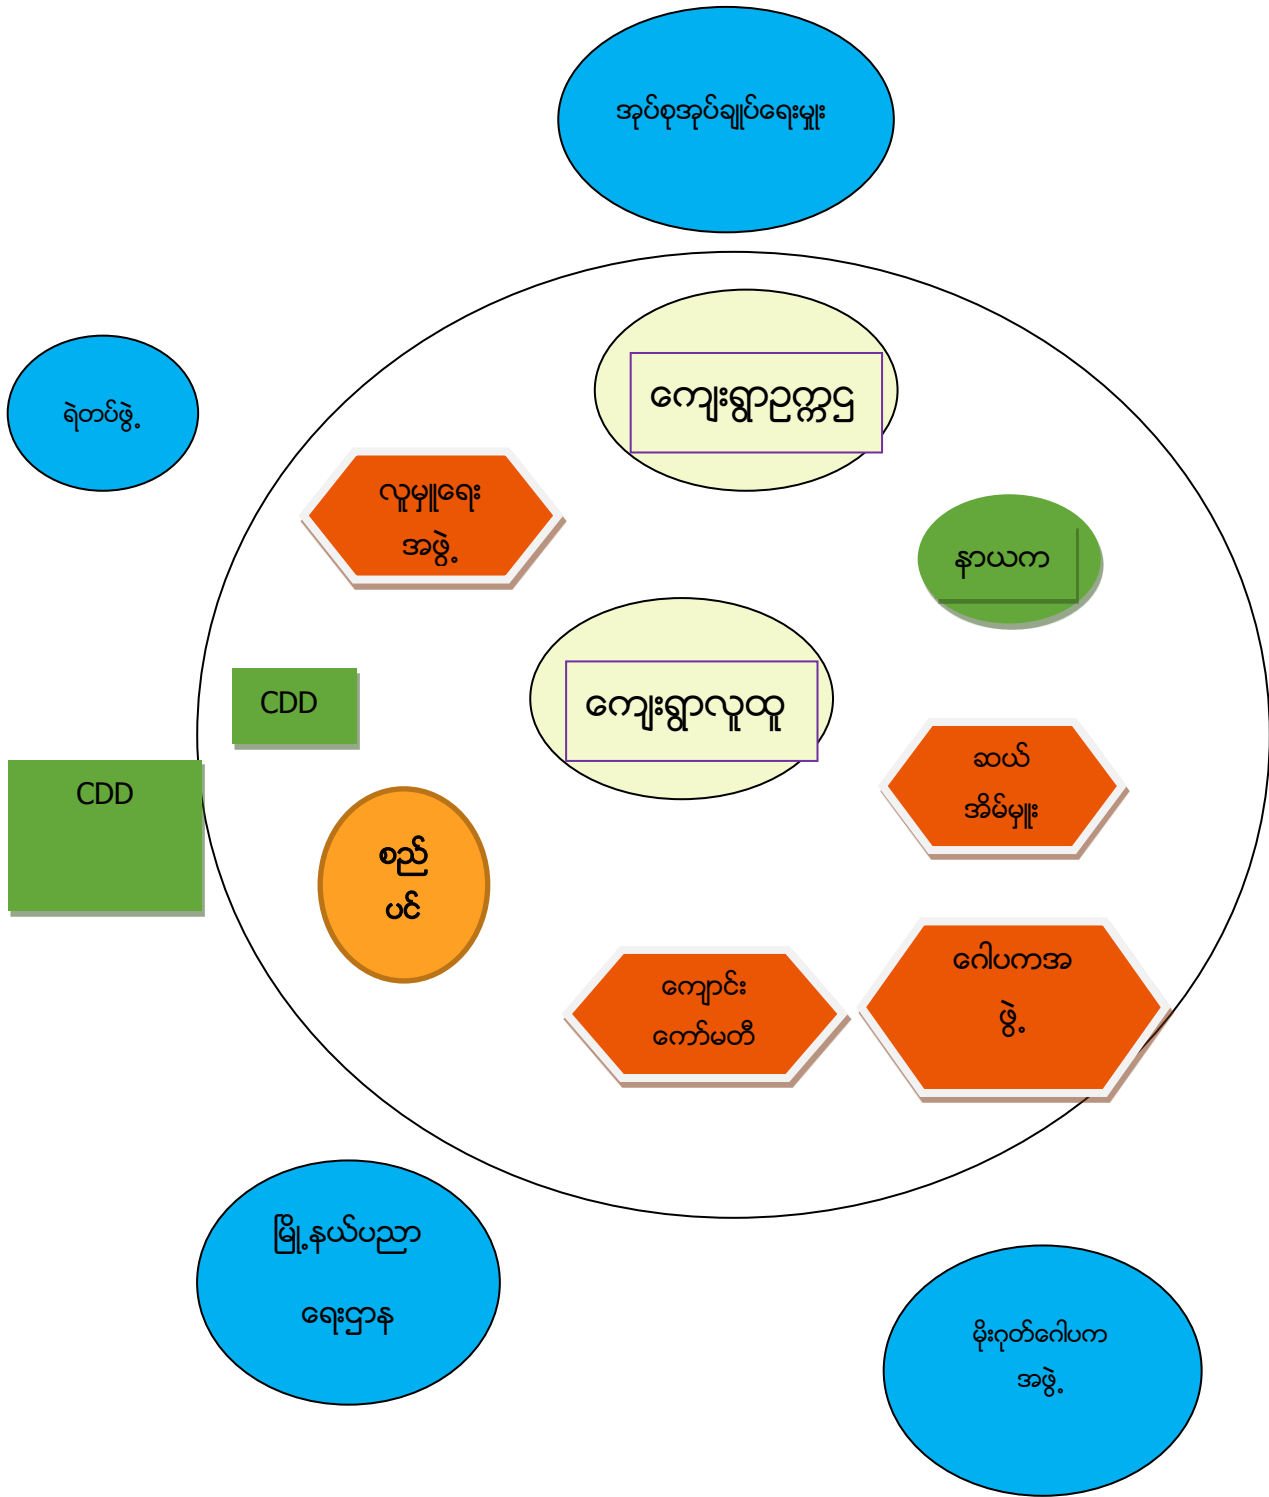 အုပ်စုအုပ်ချုပ်ရေးမှုး
ကျေးရွာဥက္ကဌ
ရဲတပ်ဖွဲ့
လူမှူရေး
အဖွဲ့
နာယက
ကျေးရွာလူထု
CDD
ဆယ်
အိမ်မှူး
CDD
စည်
ပင်
ဂေါပကအ
ဖွဲ့
ကျောင်း
ကော်မတီ
မြို့နယ်ပညာ
ရေးဌာန
မိုးဂုတ်ဂေါပက
အဖွဲ့